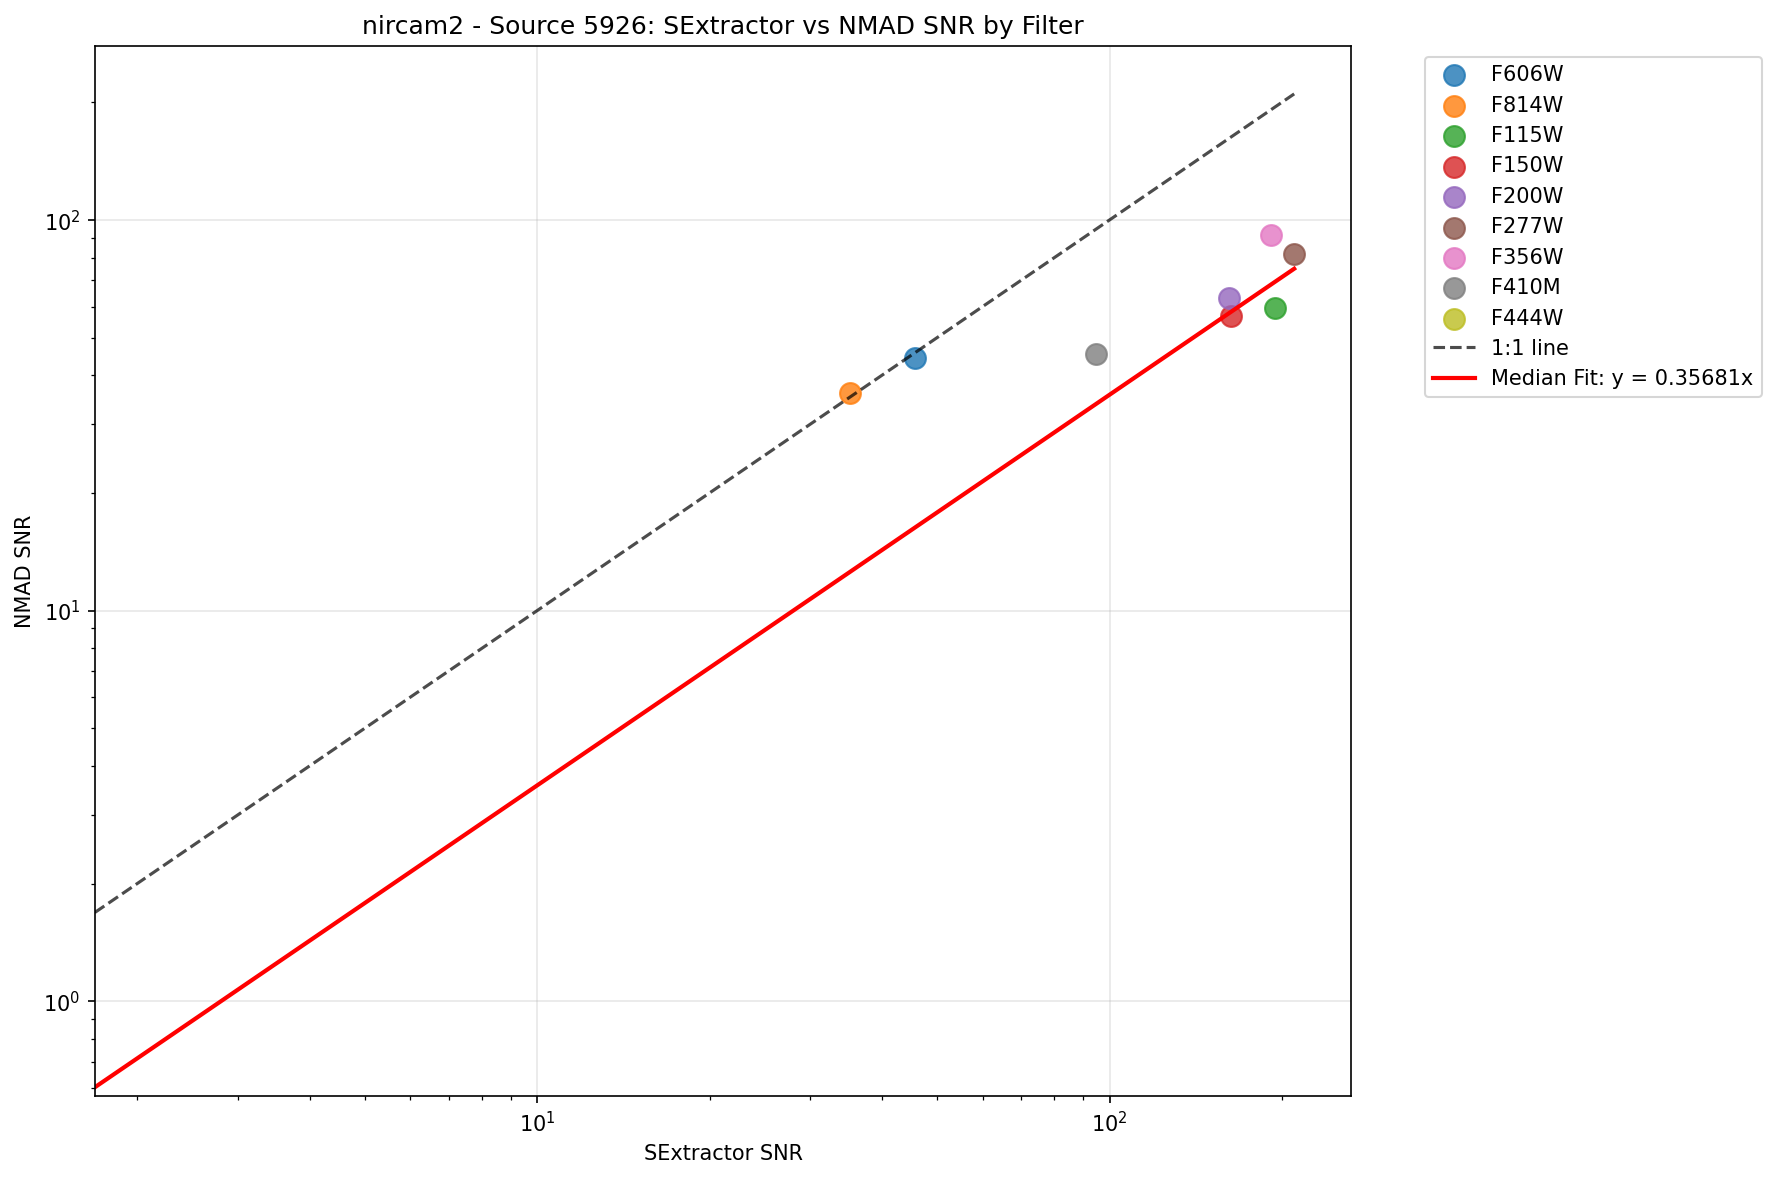 nircam2 - Source 5926: SExtractor vs NMAD SNR by Filter
F606W
F814W
F115W
F150W
F200W
F277W
F356W
F410M
F444W
1:1 line
Median Fit: y = 0.35681x
NMAD SNR
10²
10¹
10⁰
10¹
10²
SExtractor SNR